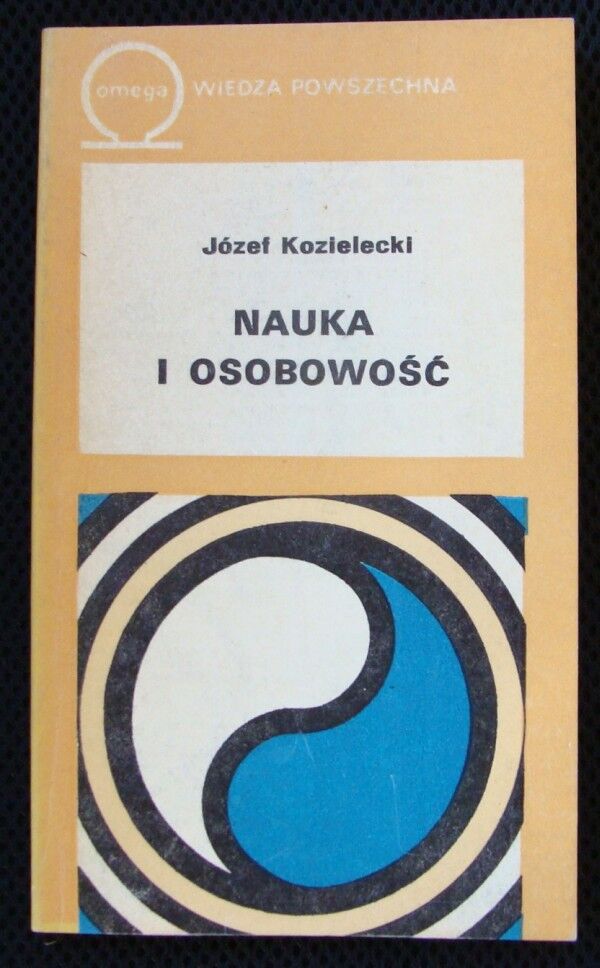 omega WIEDZA POWSZECHNA
Józef Kozielecki
NAUKA
I OSOBOWOŚĆ